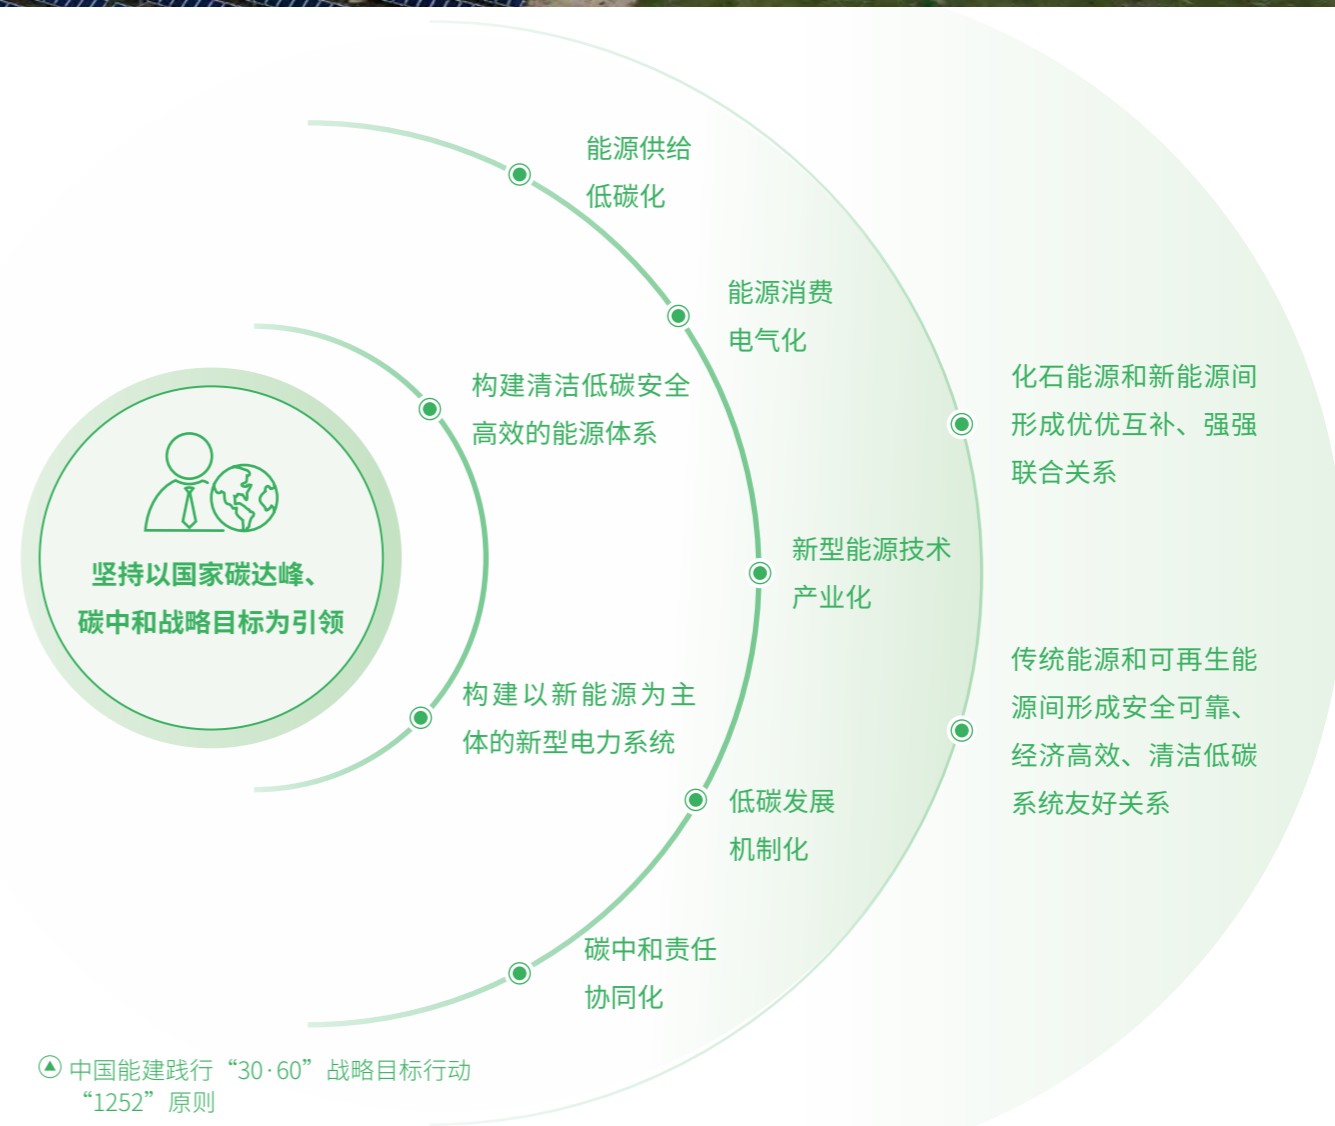 坚持以国家碳达峰、
碳中和战略目标为引领
构建清洁低碳安全
高效的能源体系
构建以新能源为主
体的新型电力系统
能源供给
低碳化
能源消费
电气化
新型能源技术
产业化
低碳发展
机制化
碳中和责任
协同化
化石能源和新能源间
形成优优互补、强强
联合关系
传统能源和可再生能
源间形成安全可靠、
经济高效、清洁低碳
系统友好关系
中国能建践行“30·60”战略目标行动
“1252”原则